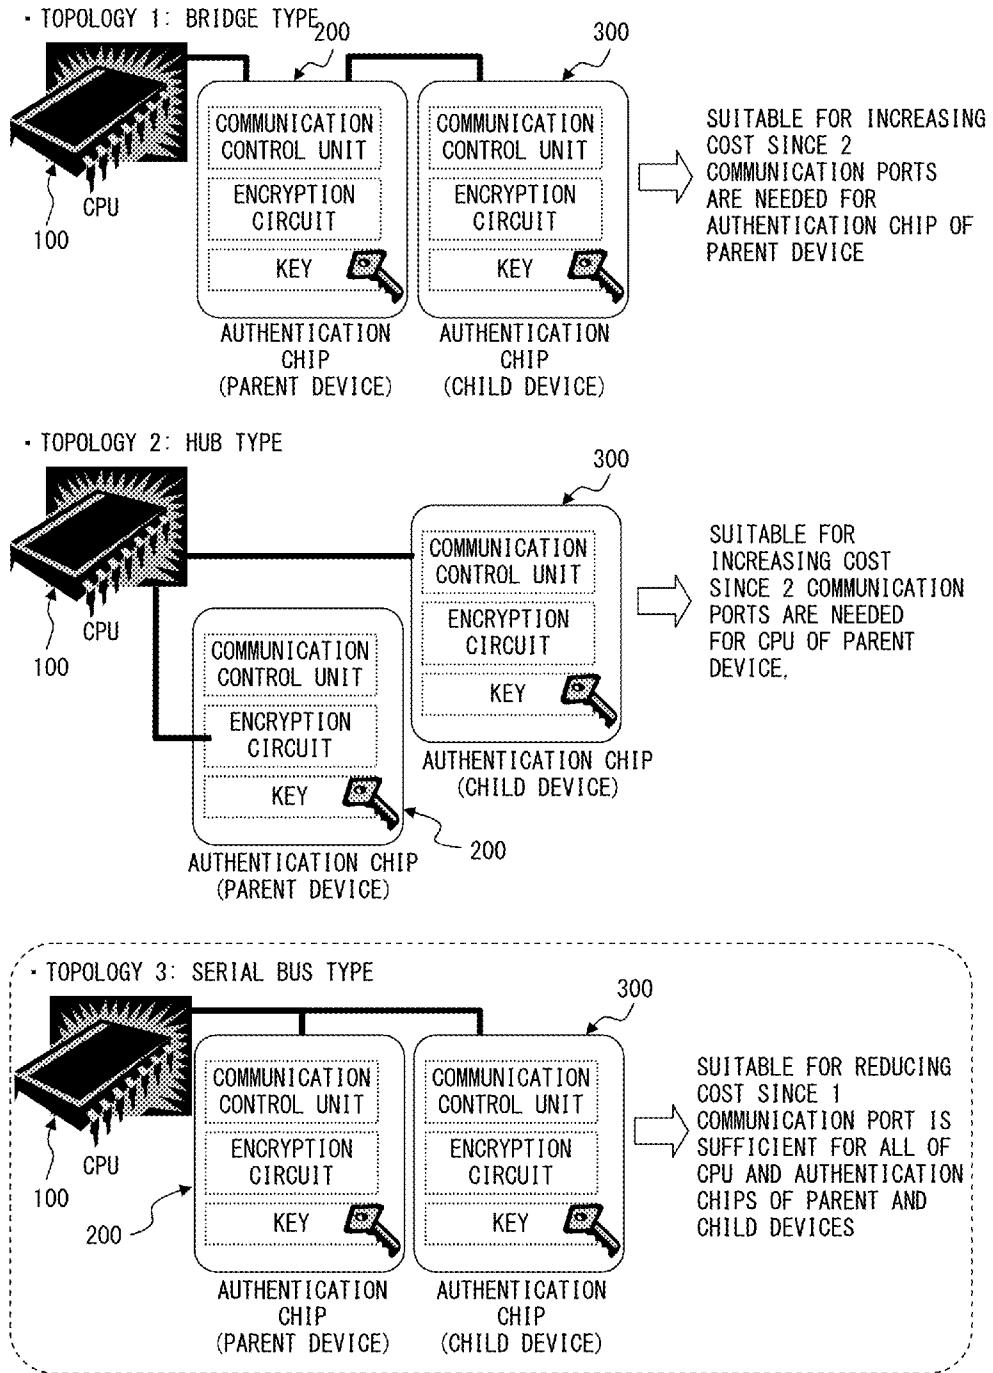 ・TOPOLOGY 1: BRIDGE TYPE
200
300
COMMUNICATION
CONTROL UNIT
ENCRYPTION
CIRCUIT
KEY
COMMUNICATION
CONTROL UNIT
ENCRYPTION
CIRCUIT
KEY
CPU
100
AUTHENTICATION
CHIP
(PARENT DEVICE)
AUTHENTICATION
CHIP
(CHILD DEVICE)
SUITABLE FOR INCREASING
COST SINCE 2
COMMUNICATION PORTS
ARE NEEDED FOR
AUTHENTICATION CHIP OF
PARENT DEVICE
・TOPOLOGY 2: HUB TYPE
300
COMMUNICATION
CONTROL UNIT
ENCRYPTION
CIRCUIT
KEY
AUTHENTICATION CHIP
(CHILD DEVICE)
CPU
100
COMMUNICATION
CONTROL UNIT
ENCRYPTION
CIRCUIT
KEY
200
AUTHENTICATION CHIP
(PARENT DEVICE)
SUITABLE FOR
INCREASING COST
SINCE 2 COMMUNICATION
PORTS ARE NEEDED
FOR CPU OF PARENT
DEVICE,
・TOPOLOGY 3: SERIAL BUS TYPE
300
COMMUNICATION
CONTROL UNIT
ENCRYPTION
CIRCUIT
KEY
COMMUNICATION
CONTROL UNIT
ENCRYPTION
CIRCUIT
KEY
CPU
100
200
AUTHENTICATION
CHIP
(PARENT DEVICE)
AUTHENTICATION
CHIP
(CHILD DEVICE)
SUITABLE FOR REDUCING
COST SINCE 1
COMMUNICATION PORT IS
SUFFICIENT FOR ALL OF
CPU AND AUTHENTICATION
CHIPS OF PARENT AND
CHILD DEVICES